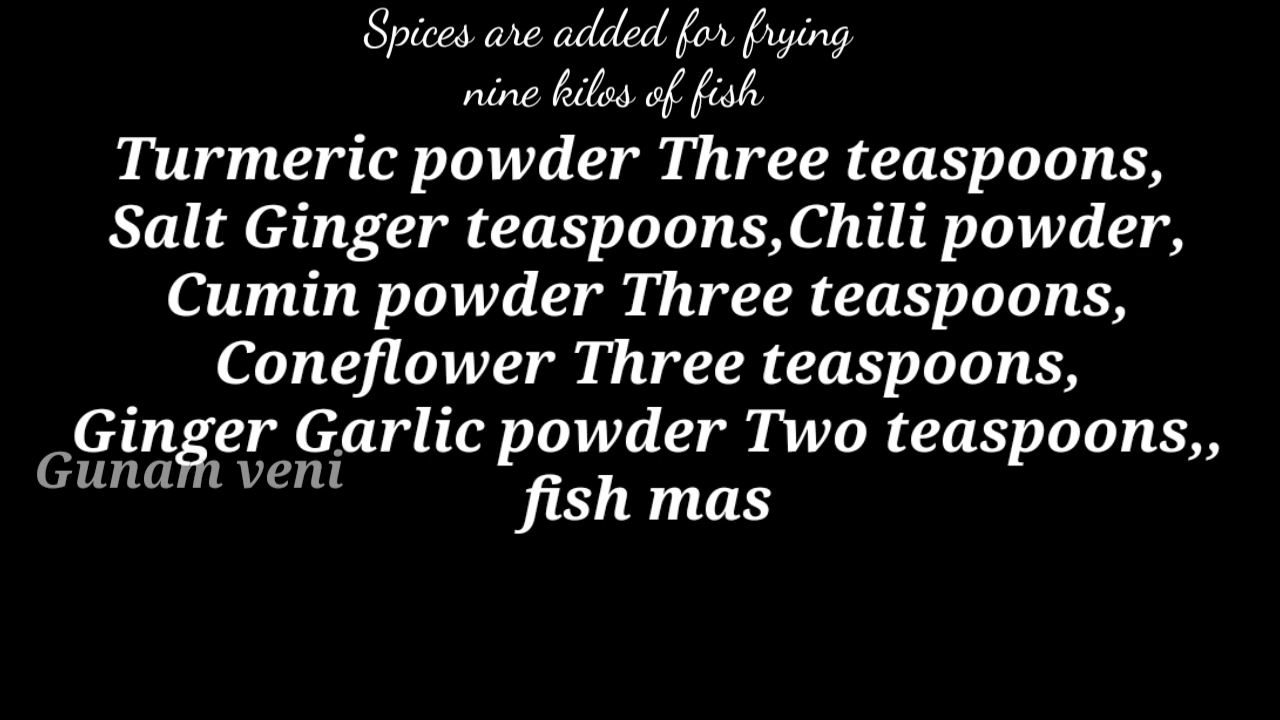 Spices are added for frying
nine kilos of fish
Turmeric powder Three teaspoons,
Salt Ginger teaspoons,Chili powder,
Cumin powder Three teaspoons,
Coneflower Three teaspoons,
Ginger Garlic powder Two teaspoons,,
Gunam veni
fish mas